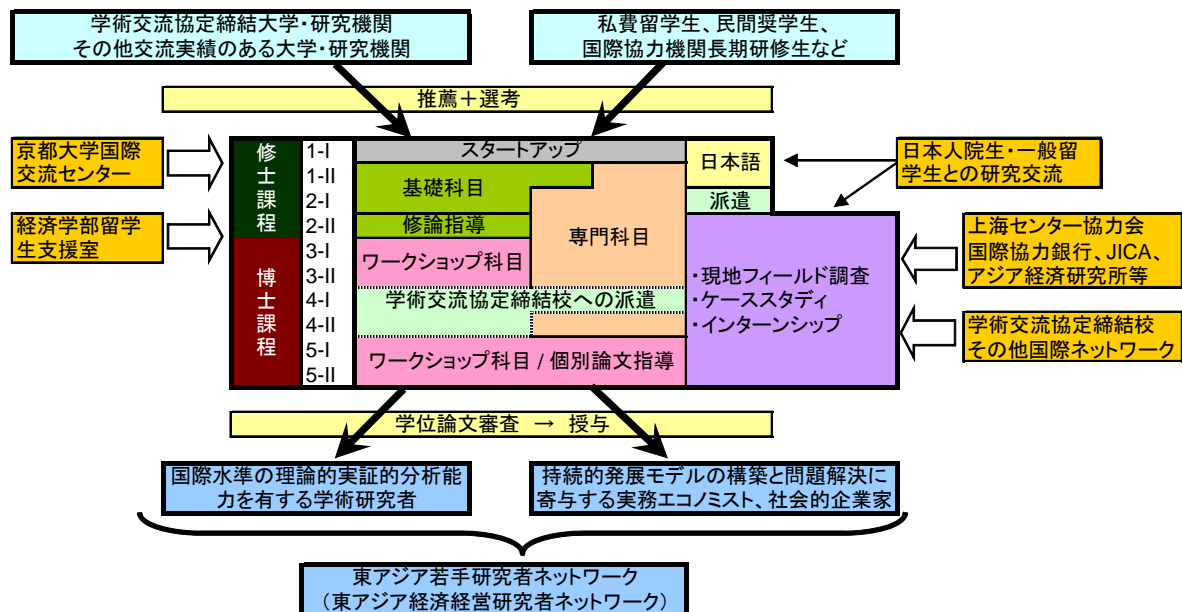 学術交流協定締結大学・研究機関
その他交流実績のある大学・研究機関
私費留学生、民間奨学生、
国際協力機関長期研修生など
推薦＋選考
京都大学国際
交流センター
経済学部留学
生支援室
修士課程
博士課程
1-I
1-II
2-I
2-II
3-I
3-II
4-I
4-II
5-I
5-II
スタートアップ
基礎科目
修論指導
ワークショップ科目
専門科目
学術交流協定締結校への派遣
ワークショップ科目 / 個別論文指導
日本語
派遣
・現地フィールド調査
・ケーススタディ
・インターンシップ
日本人院生・一般留
学生との研究交流
上海センター協力会
国際協力銀行、JICA、
アジア経済研究所等
学術交流協定締結校
その他国際ネットワーク
学位論文審査 → 授与
国際水準の理論的実証的分析能
力を有する学術研究者
持続的発展モデルの構築と問題解決に
寄与する実務エコノミスト、社会的企業家
東アジア若手研究者ネットワーク
（東アジア経済経営研究者ネットワーク）